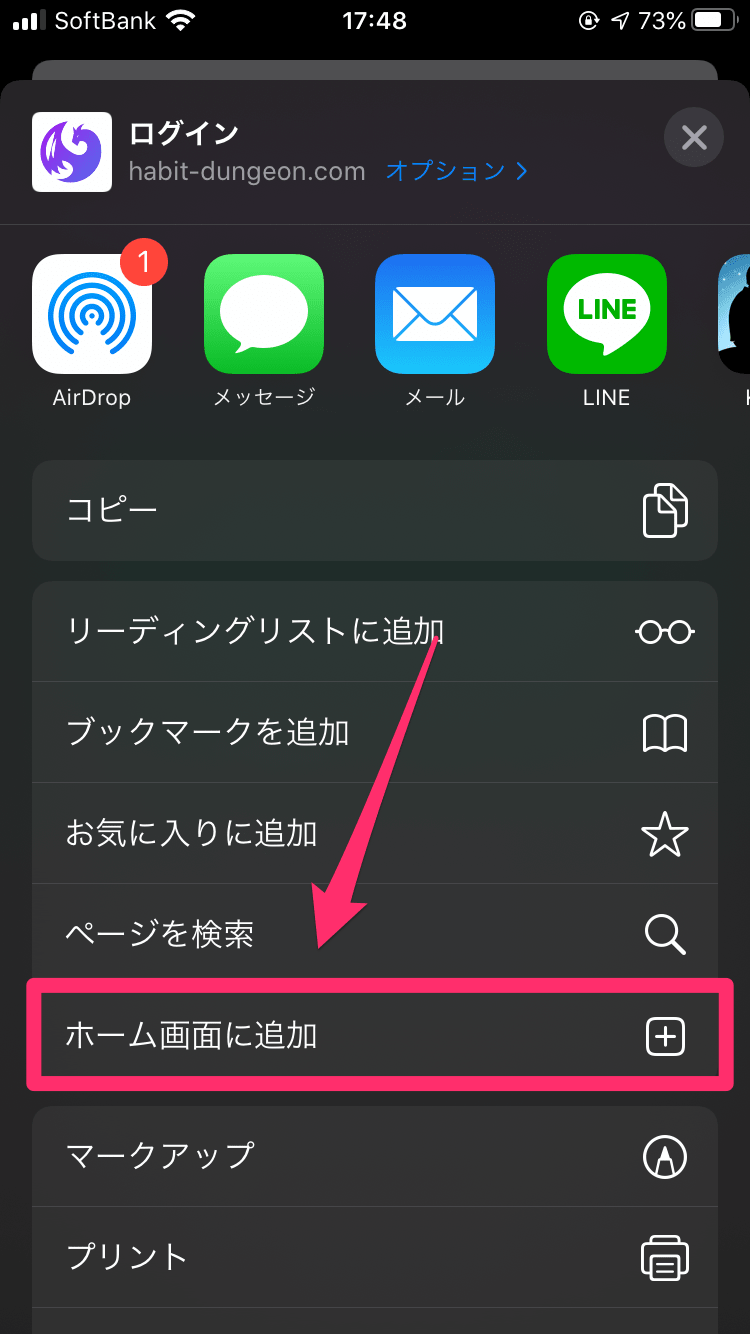 SoftBank 17:48 73%
ログイン
habit-dungeon.com オプション
1
AirDrop メッセージ メール LINE LINE
コピー
リーディングリストに追加
ブックマークを追加
お気に入りに追加
ページを検索
ホーム画面に追加
マークアップ
プリント